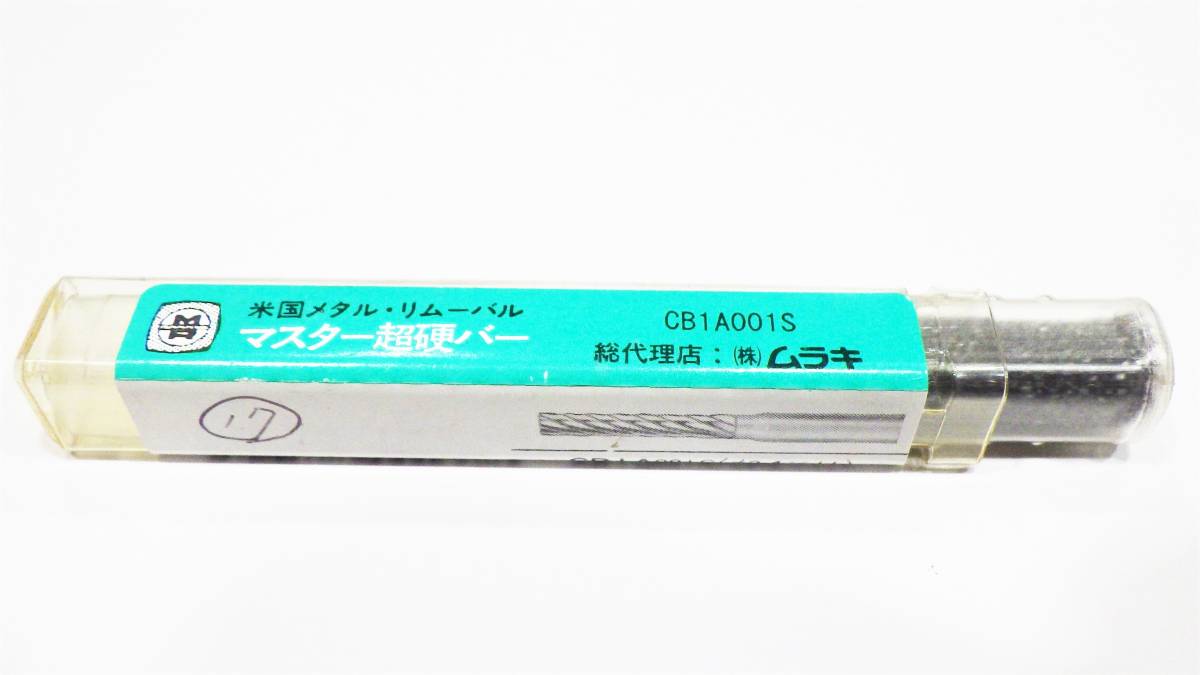 米国メタル・リムーバル
マスター超硬バー
CB1A001S
総代理店：㈱ムラキ